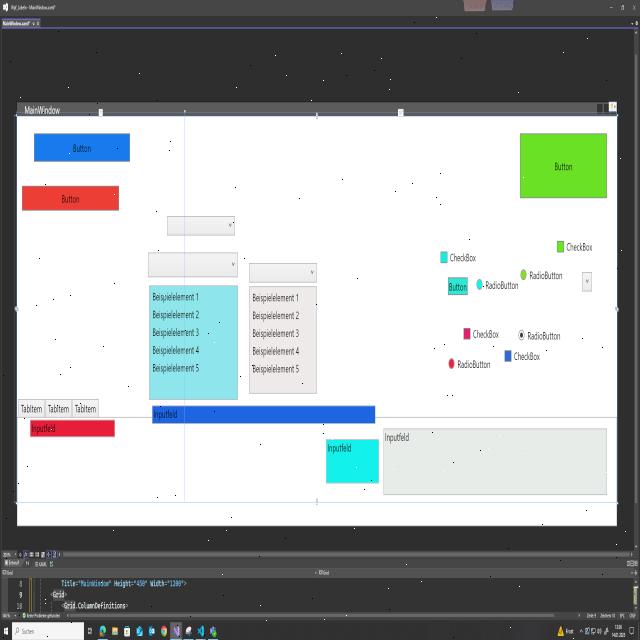 MainWindow
Button
Button
Button
CheckBox
CheckBox
Button
RadioButton
RadioButton
Beispielelement 1
Beispielelement 2
Beispielelement 3
Beispielelement 4
Beispielelement 5
Beispielelement 1
Beispielelement 2
Beispielelement 3
Beispielelement 4
Beispielelement 5
CheckBox
RadioButton
CheckBox
RadioButton
TabItem TabItem TabItem
Inputfeld
Inputfeld
Inputfeld
Inputfeld
8 Title="MainWindow" Height="450" Width="1200">
9 <Grid>
10 <Grid.ColumnDefinitions>
Suchen